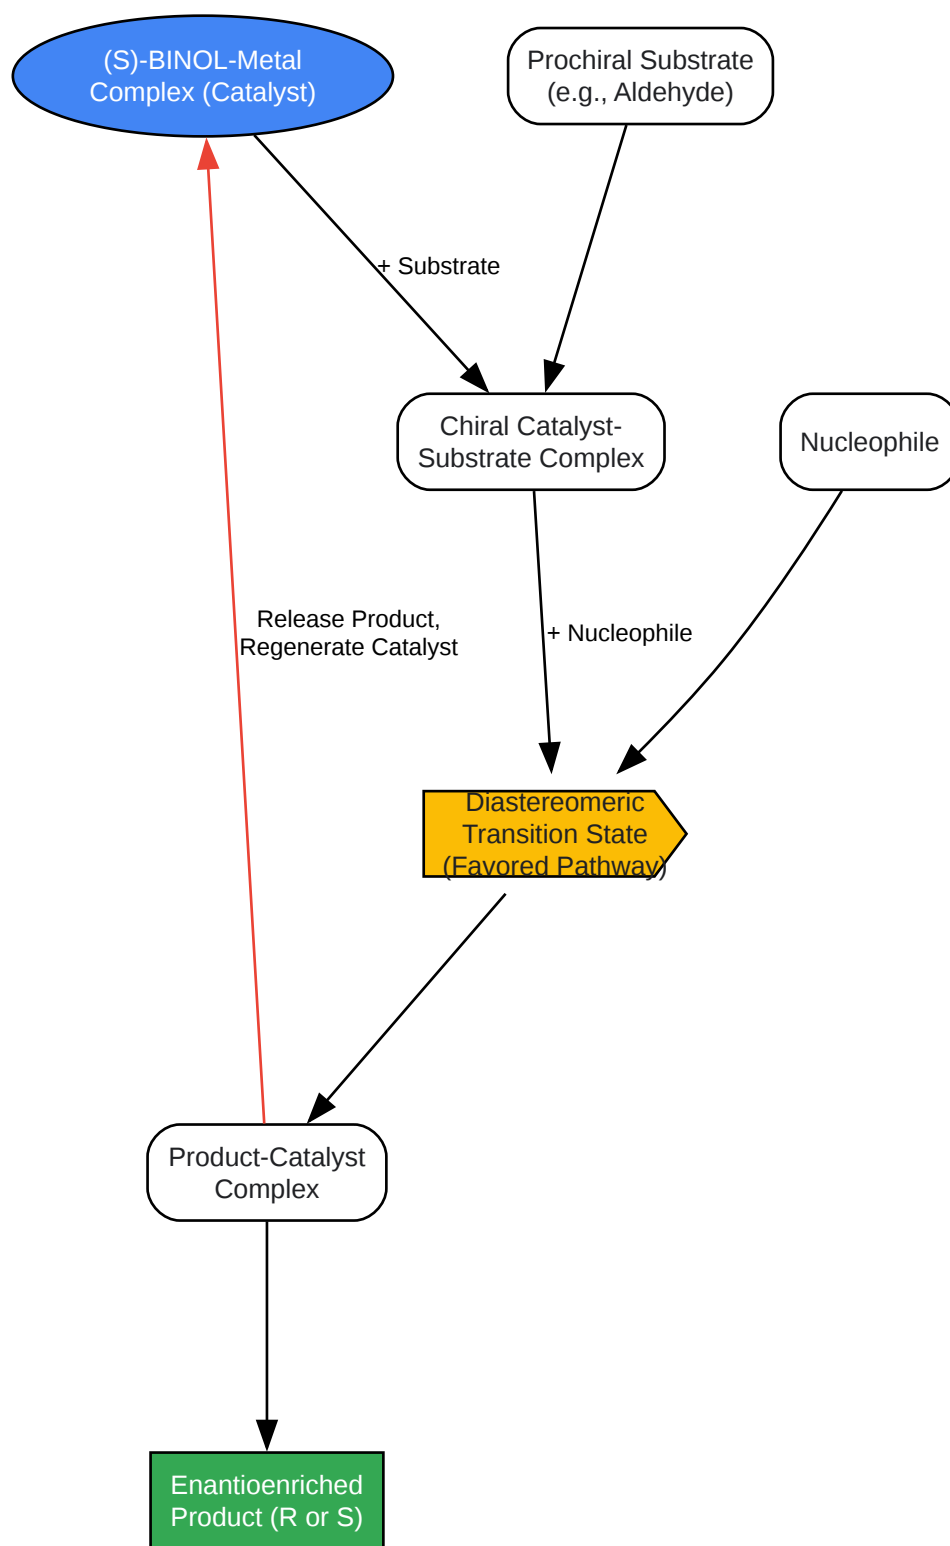 (S)-BINOL-Metal
Complex (Catalyst)
Prochiral Substrate
(e.g., Aldehyde)
+ Substrate
Chiral Catalyst-
Substrate Complex
Nucleophile
Release Product,
Regenerate Catalyst
+ Nucleophile
Diastereomeric
Transition State
(Favored Pathway)
Product-Catalyst
Complex
Enantioenriched
Product (R or S)